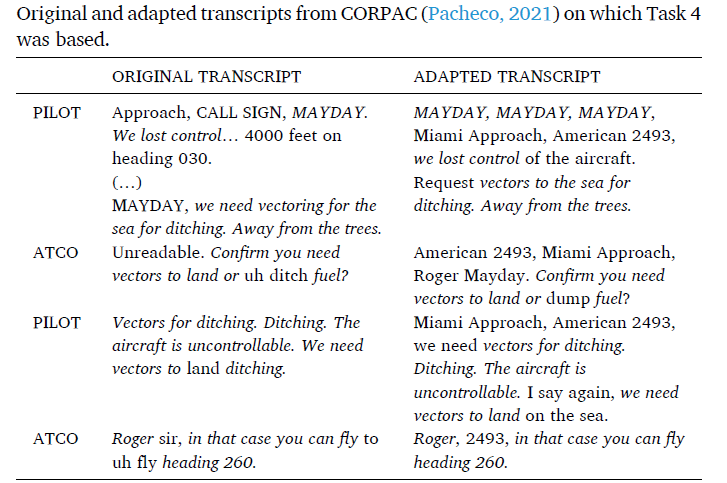 Original and adapted transcripts from CORPAC (Pacheco, 2021) on which Task 4
was based.
ORIGINAL TRANSCRIPT
ADAPTED TRANSCRIPT
PILOT
Approach, CALL SIGN, MAYDAY.
We lost control… 4000 feet on
heading 030.
(…)
MAYDAY, we need vectoring for the
sea for ditching. Away from the trees.
MAYDAY, MAYDAY, MAYDAY,
Miami Approach, American 2493,
we lost control of the aircraft.
Request vectors to the sea for
ditching. Away from the trees.
ATCO
Unreadable. Confirm you need
vectors to land or uh ditch fuel?
American 2493, Miami Approach,
Roger Mayday. Confirm you need
vectors to land or dump fuel?
PILOT
Vectors for ditching. Ditching. The
aircraft is uncontrollable. We need
vectors to land ditching.
Miami Approach, American 2493,
we need vectors for ditching.
Ditching. The aircraft is
uncontrollable. I say again, we need
vectors to land on the sea.
ATCO
Roger sir, in that case you can fly to
uh fly heading 260.
Roger, 2493, in that case you can fly
heading 260.